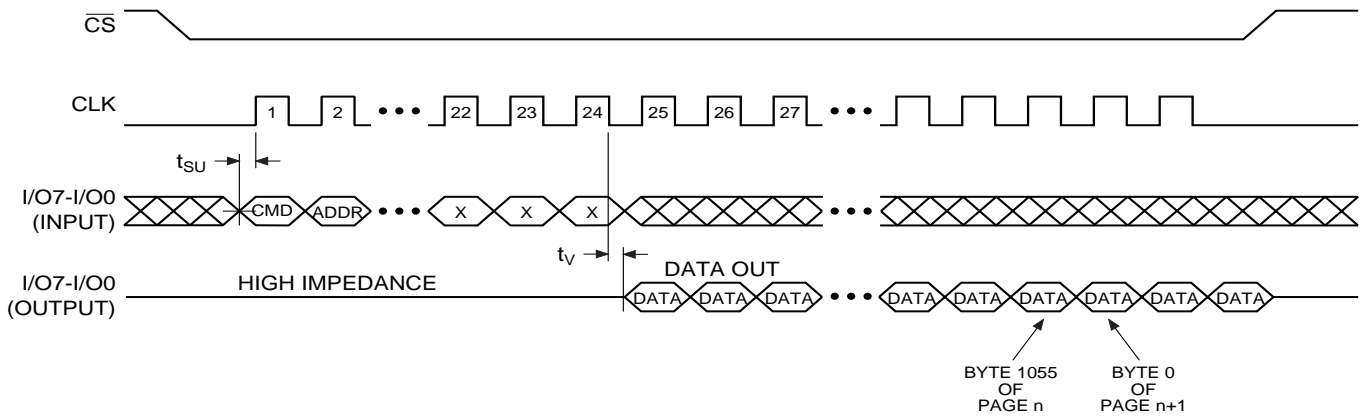 CS
CLK
1 2 ••• 22 23 24 25 26 27 •••
tSU
I/O7-I/O0
(INPUT)
CMD ADDR ••• X X X •••
tV
DATA OUT
I/O7-I/O0
(OUTPUT)
HIGH IMPEDANCE
DATA DATA DATA ••• DATA DATA DATA DATA DATA DATA
BYTE 1055
OF
PAGE n
BYTE 0
OF
PAGE n+1